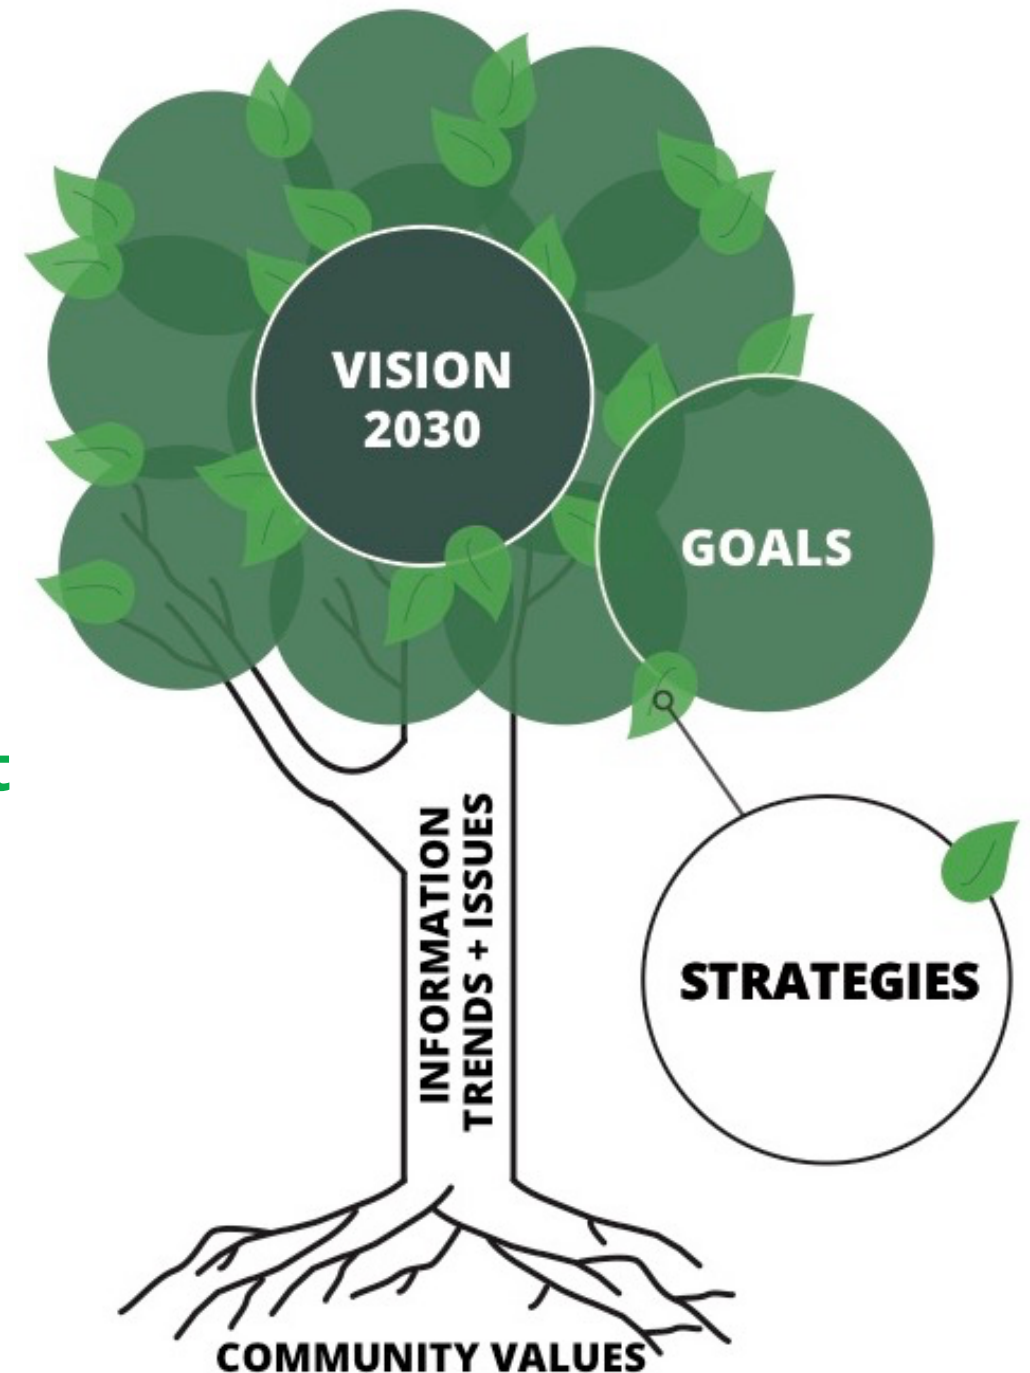 VISION
2030
GOALS
t
INFORMATION
TRENDS + ISSUES
STRATEGIES
COMMUNITY VALUES